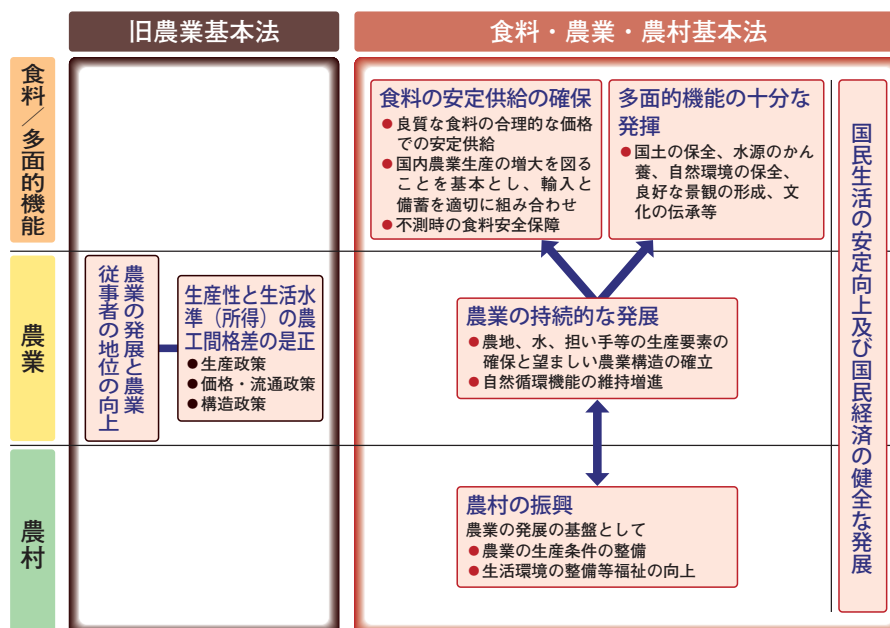 旧農業基本法
食料・農業・農村基本法
食料／多面的機能
食料の安定供給の確保
●良質な食料の合理的な価格
での安定供給
●国内農業生産の増大を図る
ことを基本とし、輸入と
備蓄を適切に組み合わせ
●不測時の食料安全保障
多面的機能の十分な
発揮
●国土の保全、水源のかん
養、自然環境の保全、
良好な景観の形成、文
化の伝承等
国民生活の安定向上及び国民経済の健全な発展
農業
農業の発展と農業
従事者の地位の向上
生産性と生活水
準（所得）の農
工間格差の是正
●生産政策
●価格・流通政策
●構造政策
農業の持続的な発展
●農地、水、担い手等の生産要素の
確保と望ましい農業構造の確立
●自然循環機能の維持増進
農村
農村の振興
農業の発展の基盤として
●農業の生産条件の整備
●生活環境の整備等福祉の向上